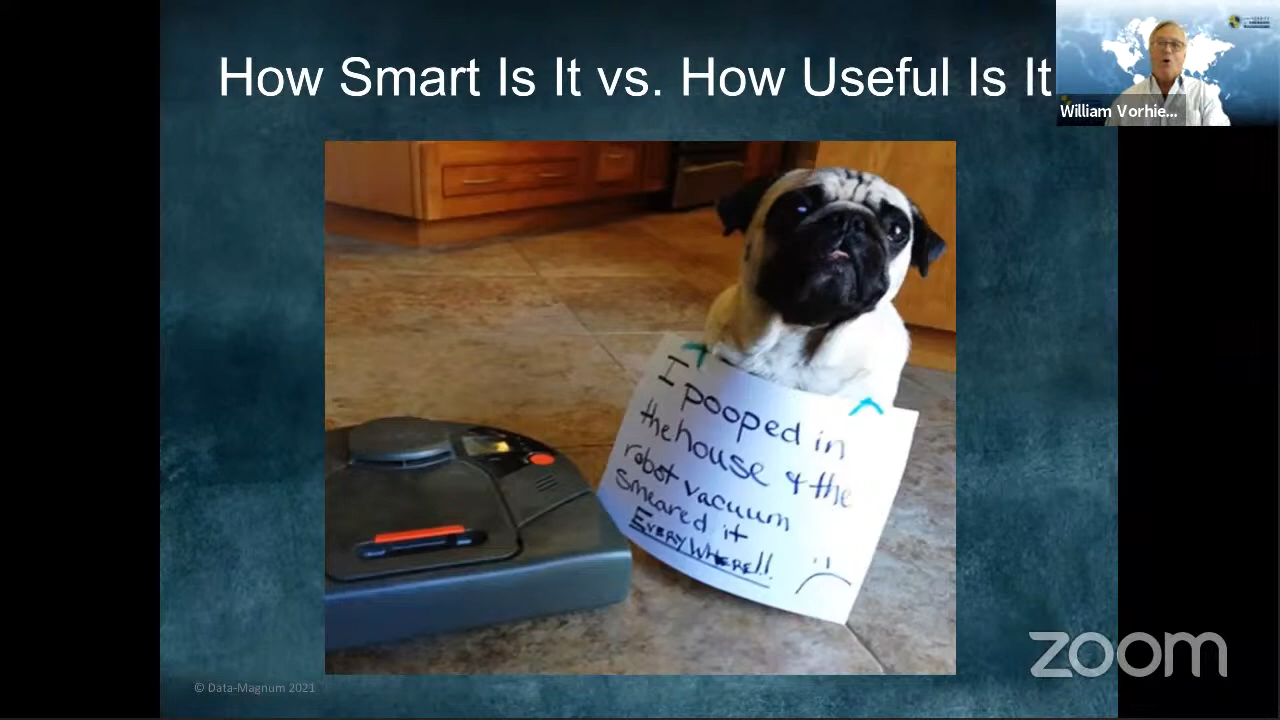 How Smart Is It vs. How Useful Is It
William Vorhie...
I pooped in
the house & the
robot vacuum
smeared it
EVERYWHERE!!
© Data-Magnum 2021
zoom